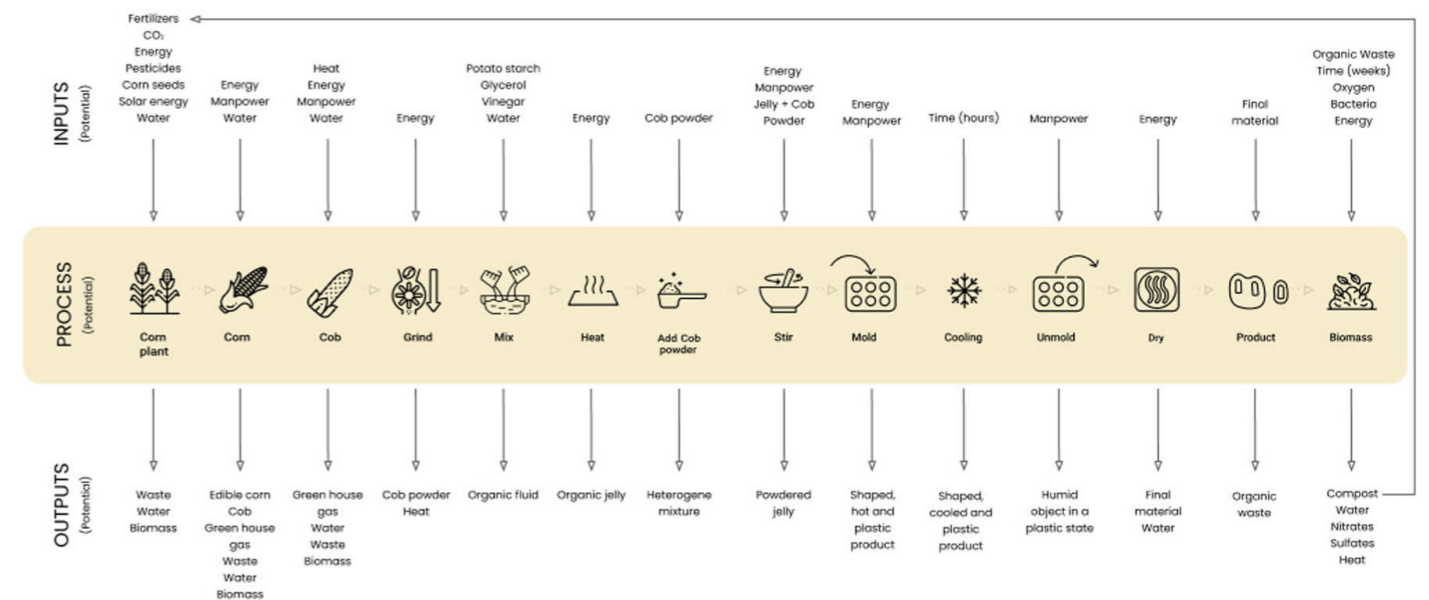 INPUTS
(Potential)
Fertilizers
CO₂
Energy
Pesticides
Corn seeds
Solar energy
Water
Energy
Manpower
Water
Heat
Energy
Manpower
Water
Energy
Potato starch
Glycerol
Vinegar
Water
Energy
Cob powder
Energy
Manpower
Jelly + Cob
Powder
Energy
Manpower
Time (hours)
Manpower
Energy
Final
material
Organic Waste
Time (weeks)
Oxygen
Bacteria
Energy
PROCESS
(Potential)
Corn
plant
Corn
Cob
Grind
Mix
Heat
Add Cob
powder
Stir
Mold
Cooling
Unmold
Dry
Product
Biomass
OUTPUTS
(Potential)
Waste
Water
Biomass
Edible corn
Cob
Green house
gas
Waste
Water
Biomass
Green house
gas
Water
Waste
Biomass
Cob powder
Heat
Organic fluid
Organic jelly
Heterogene
mixture
Powdered
jelly
Shaped,
hot and
plastic
product
Shaped,
cooled and
plastic
product
Humid
object in a
plastic state
Final
material
Water
Organic
waste
Compost
Water
Nitrates
Sulfates
Heat